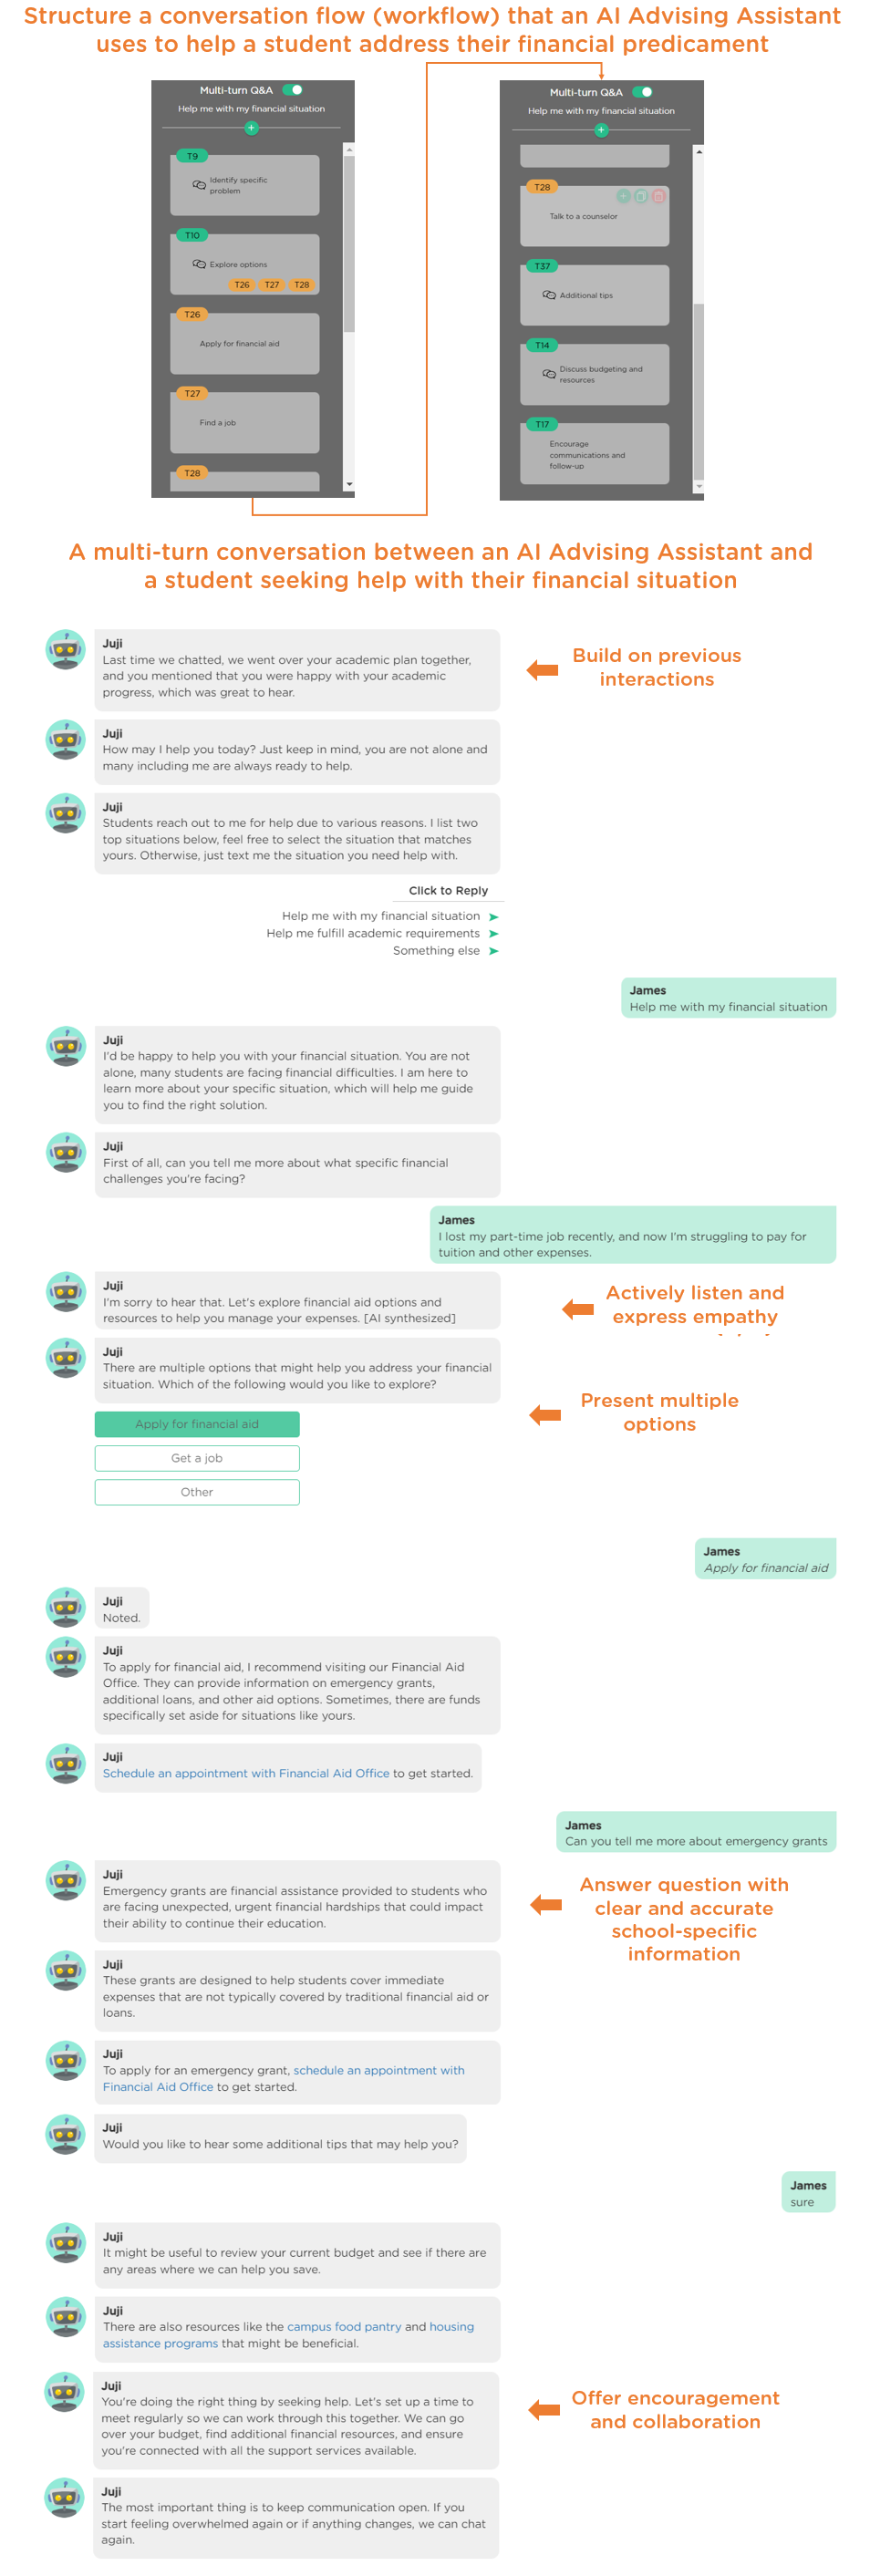 Structure a conversation flow (workflow) that an AI Advising Assistant
uses to help a student address their financial predicament
Multi-turn Q&A
Help me with my financial situation
T9
Identify specific
problem
T10
Explore options
T26 T27 T28
T26
Apply for financial aid
T27
Find a job
T28
Multi-turn Q&A
Help me with my financial situation
T28
Talk to a counselor
T37
Additional tips
T14
Discuss budgeting and
resources
T17
Encourage
communications and
follow-up
A multi-turn conversation between an AI Advising Assistant and
a student seeking help with their financial situation
Juji
Last time we chatted, we went over your academic plan together,
and you mentioned that you were happy with your academic
progress, which was great to hear.
Build on previous
interactions
Juji
How may I help you today? Just keep in mind, you are not alone and
many including me are always ready to help.
Juji
Students reach out to me for help due to various reasons. I list two
top situations below, feel free to select the situation that matches
yours. Otherwise, just text me the situation you need help with.
Click to Reply
Help me with my financial situation
Help me fulfill academic requirements
Something else
James
Help me with my financial situation
Juji
I'd be happy to help you with your financial situation. You are not
alone, many students are facing financial difficulties. I am here to
learn more about your specific situation, which will help me guide
you to find the right solution.
Juji
First of all, can you tell me more about what specific financial
challenges you're facing?
James
I lost my part-time job recently, and now I'm struggling to pay for
tuition and other expenses.
Juji
I'm sorry to hear that. Let's explore financial aid options and
resources to help you manage your expenses. [AI synthesized]
Actively listen and
express empathy
Juji
There are multiple options that might help you address your financial
situation. Which of the following would you like to explore?
Present multiple
options
Apply for financial aid
Get a job
Other
James
Apply for financial aid
Juji
Noted.
Juji
To apply for financial aid, I recommend visiting our Financial Aid
Office. They can provide information on emergency grants,
additional loans, and other aid options. Sometimes, there are funds
specifically set aside for situations like yours.
Juji
Schedule an appointment with Financial Aid Office to get started.
James
Can you tell me more about emergency grants
Juji
Emergency grants are financial assistance provided to students who
are facing unexpected, urgent financial hardships that could impact
their ability to continue their education.
Answer question with
clear and accurate
school-specific
information
Juji
These grants are designed to help students cover immediate
expenses that are not typically covered by traditional financial aid or
loans.
Juji
To apply for an emergency grant, schedule an appointment with
Financial Aid Office to get started.
Juji
Would you like to hear some additional tips that may help you?
James
sure
Juji
It might be useful to review your current budget and see if there are
any areas where we can help you save.
Juji
There are also resources like the campus food pantry and housing
assistance programs that might be beneficial.
Juji
You're doing the right thing by seeking help. Let's set up a time to
meet regularly so we can work through this together. We can go
over your budget, find additional financial resources, and ensure
you're connected with all the support services available.
Offer encouragement
and collaboration
Juji
The most important thing is to keep communication open. If you
start feeling overwhelmed again or if anything changes, we can chat
again.